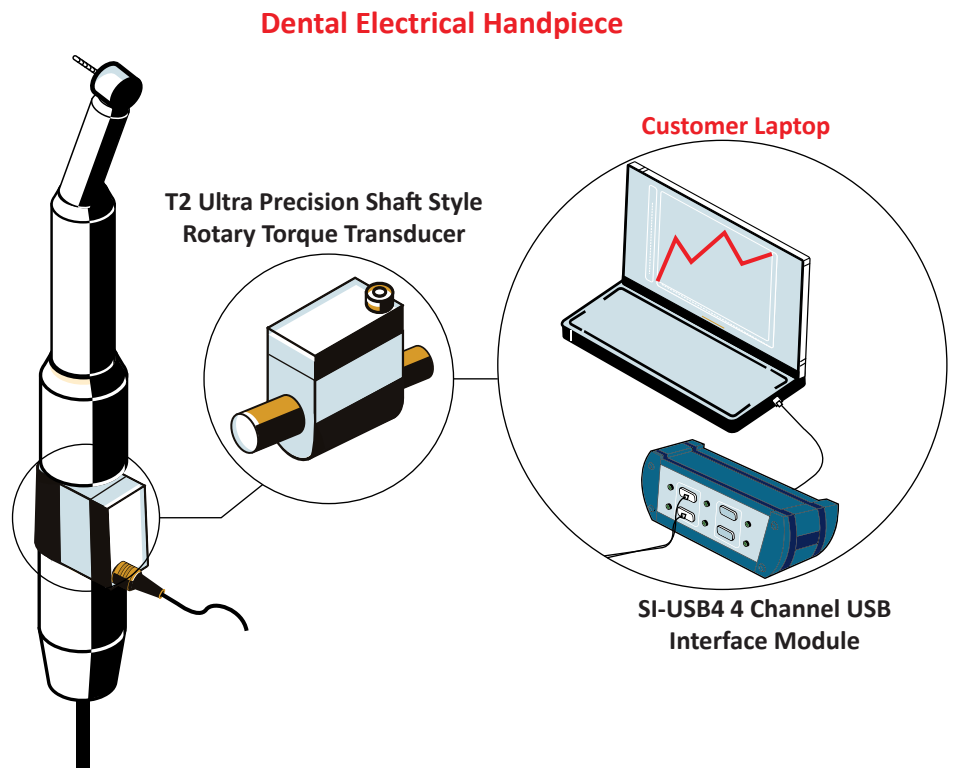 Dental Electrical Handpiece
Customer Laptop
T2 Ultra Precision Shaft Style
Rotary Torque Transducer
SI-USB4 4 Channel USB
Interface Module